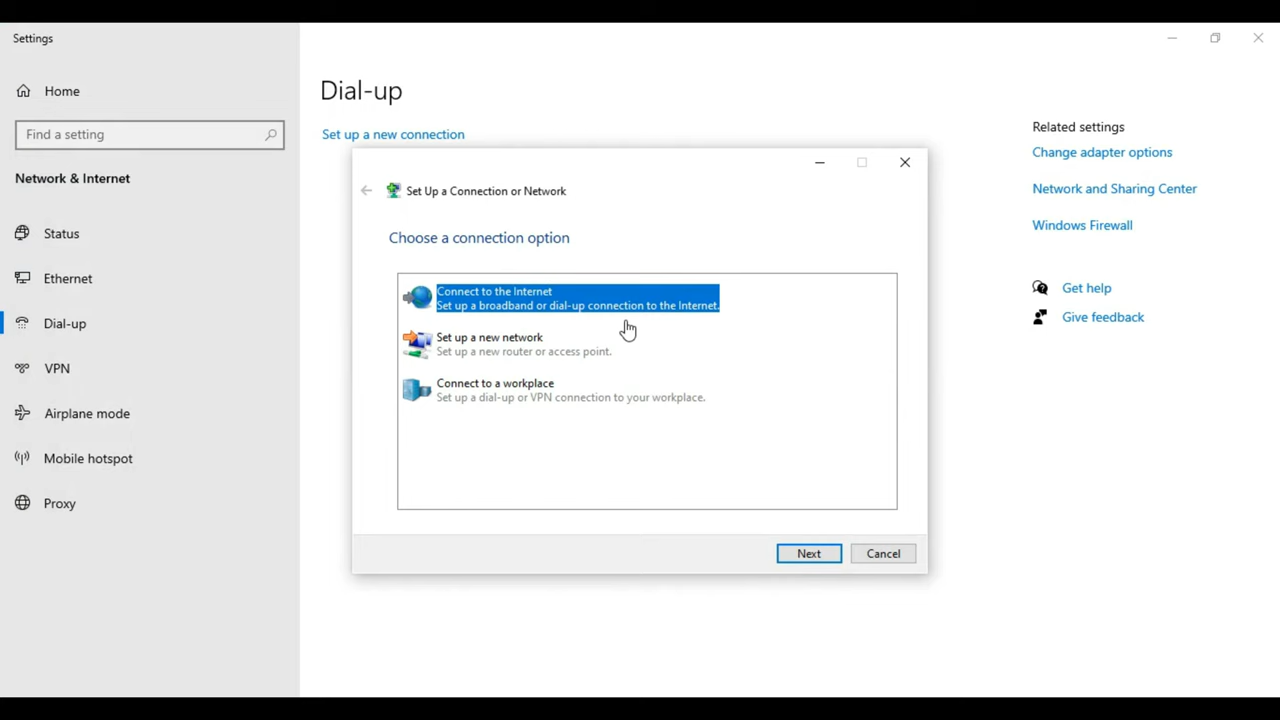 Settings
Home
Find a setting
Network & Internet
Status
Ethernet
Dial-up
VPN
Airplane mode
Mobile hotspot
Proxy
Dial-up
Set up a new connection
Set Up a Connection or Network
Choose a connection option
Connect to the Internet
Set up a broadband or dial-up connection to the Internet.
Set up a new network
Set up a new router or access point.
Connect to a workplace
Set up a dial-up or VPN connection to your workplace.
Next
Cancel
Related settings
Change adapter options
Network and Sharing Center
Windows Firewall
Get help
Give feedback